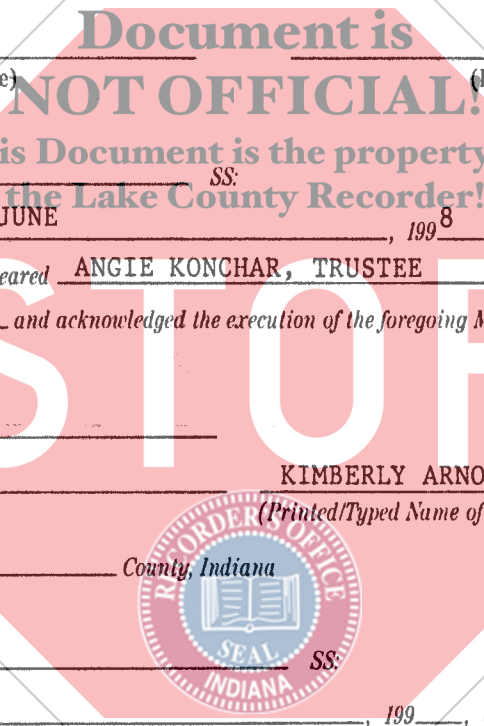 Document is
e)
NOT OFFICIAL!
is Document is the property
SS:
the Lake County Recorder!
JUNE , 1998
eared ANGIE KONCHAR, TRUSTEE
and acknowledged the execution of the foregoing M
STOP
KIMBERLY ARNO
(Printed/Typed Name of
County, Indiana
RECORDER'S OFFICE
SEAL
INDIANA
SS:
, 199 ,